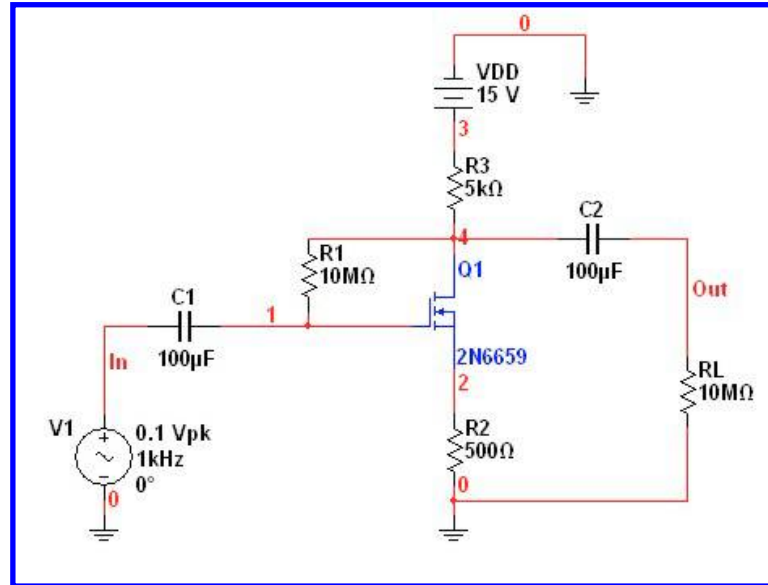 0
VDD
15 V
3
R3
5kΩ
4
C2
100µF
R1
10MΩ
Q1
Out
C1
100µF
1
In
2N6659
2
RL
10MΩ
V1
0.1 Vpk
1kHz
0°
0
R2
500Ω
0